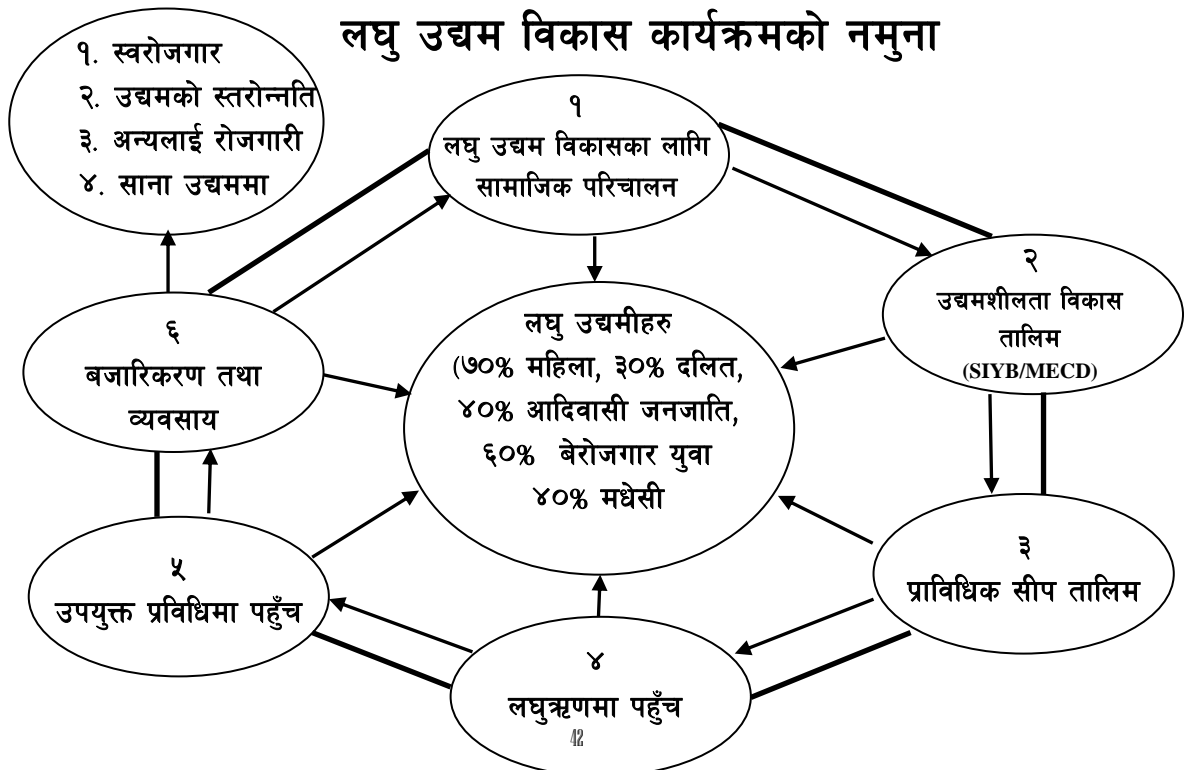 लघु उद्यम विकास कार्यक्रमको नमुना
१. स्वरोजगार
२. उद्यमको स्तरोन्नति
३. अन्यलाई रोजगारी
४. साना उद्यममा
१
लघु उद्यम विकासका लागि
सामाजिक परिचालन
२
उद्यमशीलता विकास
तालिम
(SIYB/MECD)
लघु उद्यमीहरु
(७०% महिला, ३०% दलित,
४०% आदिवासी जनजाति,
६०% बेरोजगार युवा
४०% मधेसी
६
बजारिकरण तथा
व्यवसाय
३
प्राविधिक सीप तालिम
५
उपयुक्त प्रविधिमा पहुँच
४
लघुऋणमा पहुँच
42